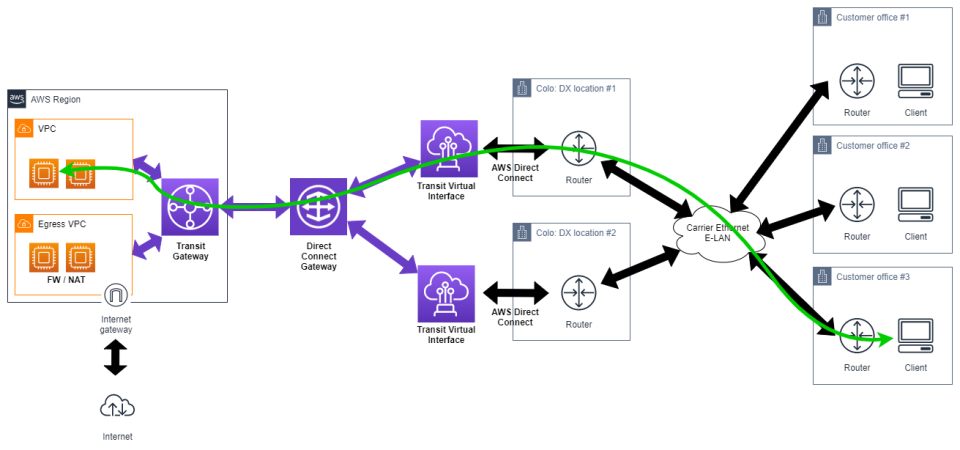 aws
AWS Region
VPC
Egress VPC
FW / NAT
Internet
gateway
Internet
Transit
Gateway
Direct
Connect
Gateway
Transit Virtual
Interface
Transit Virtual
Interface
AWS Direct
Connect
AWS Direct
Connect
Colo: DX location #1
Router
Colo: DX location #2
Router
Carrier Ethernet
E-LAN
Customer office #1
Router
Client
Customer office #2
Router
Client
Customer office #3
Router
Client